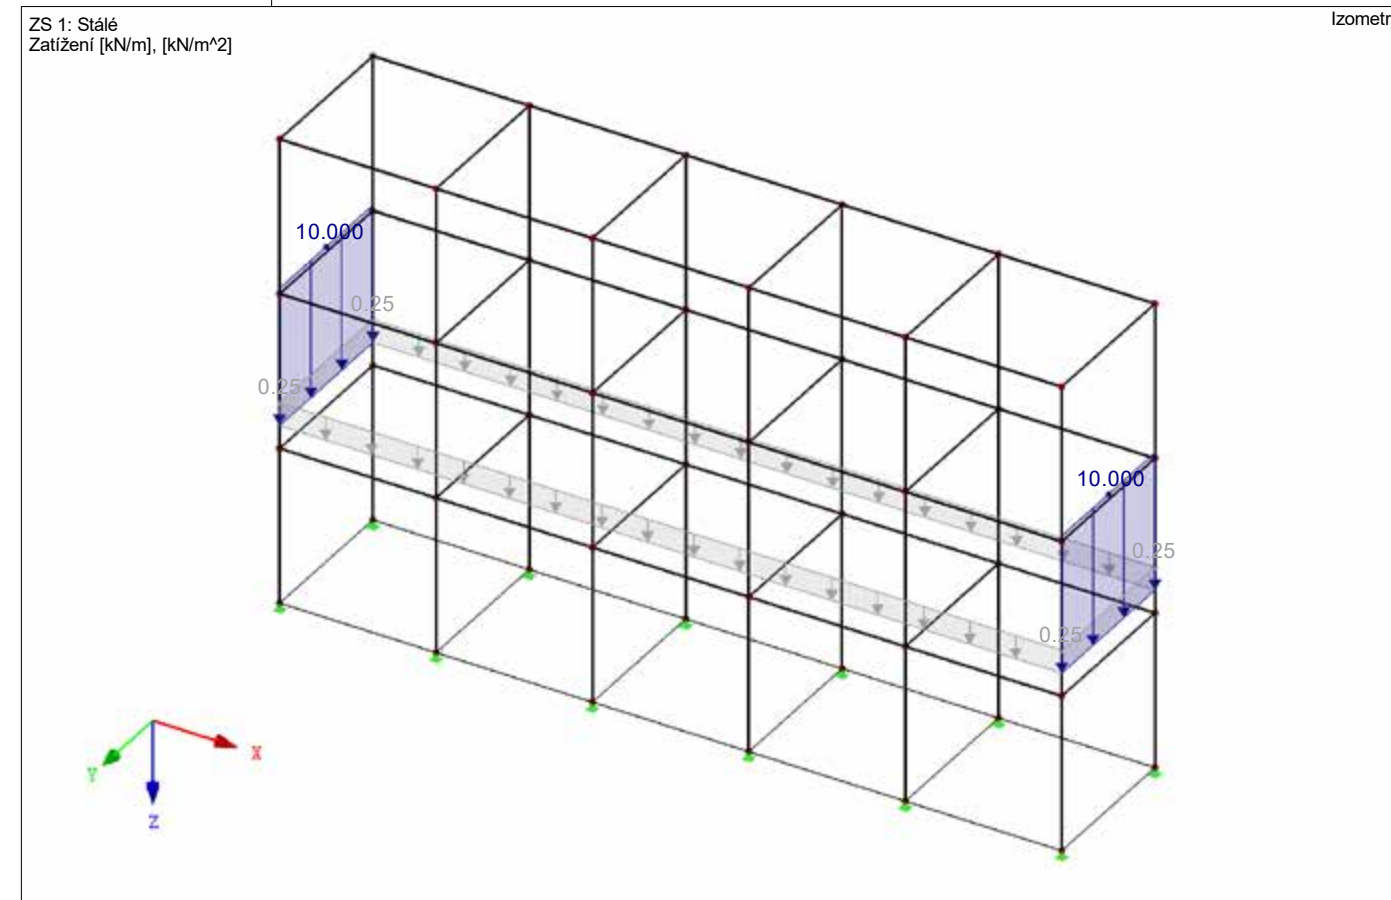 ZS 1: Stálé
Zatížení [kN/m], [kN/m^2]
Izometr
10.000
0.25
0.25
10.000
0.25
0.25
X
Y
Z